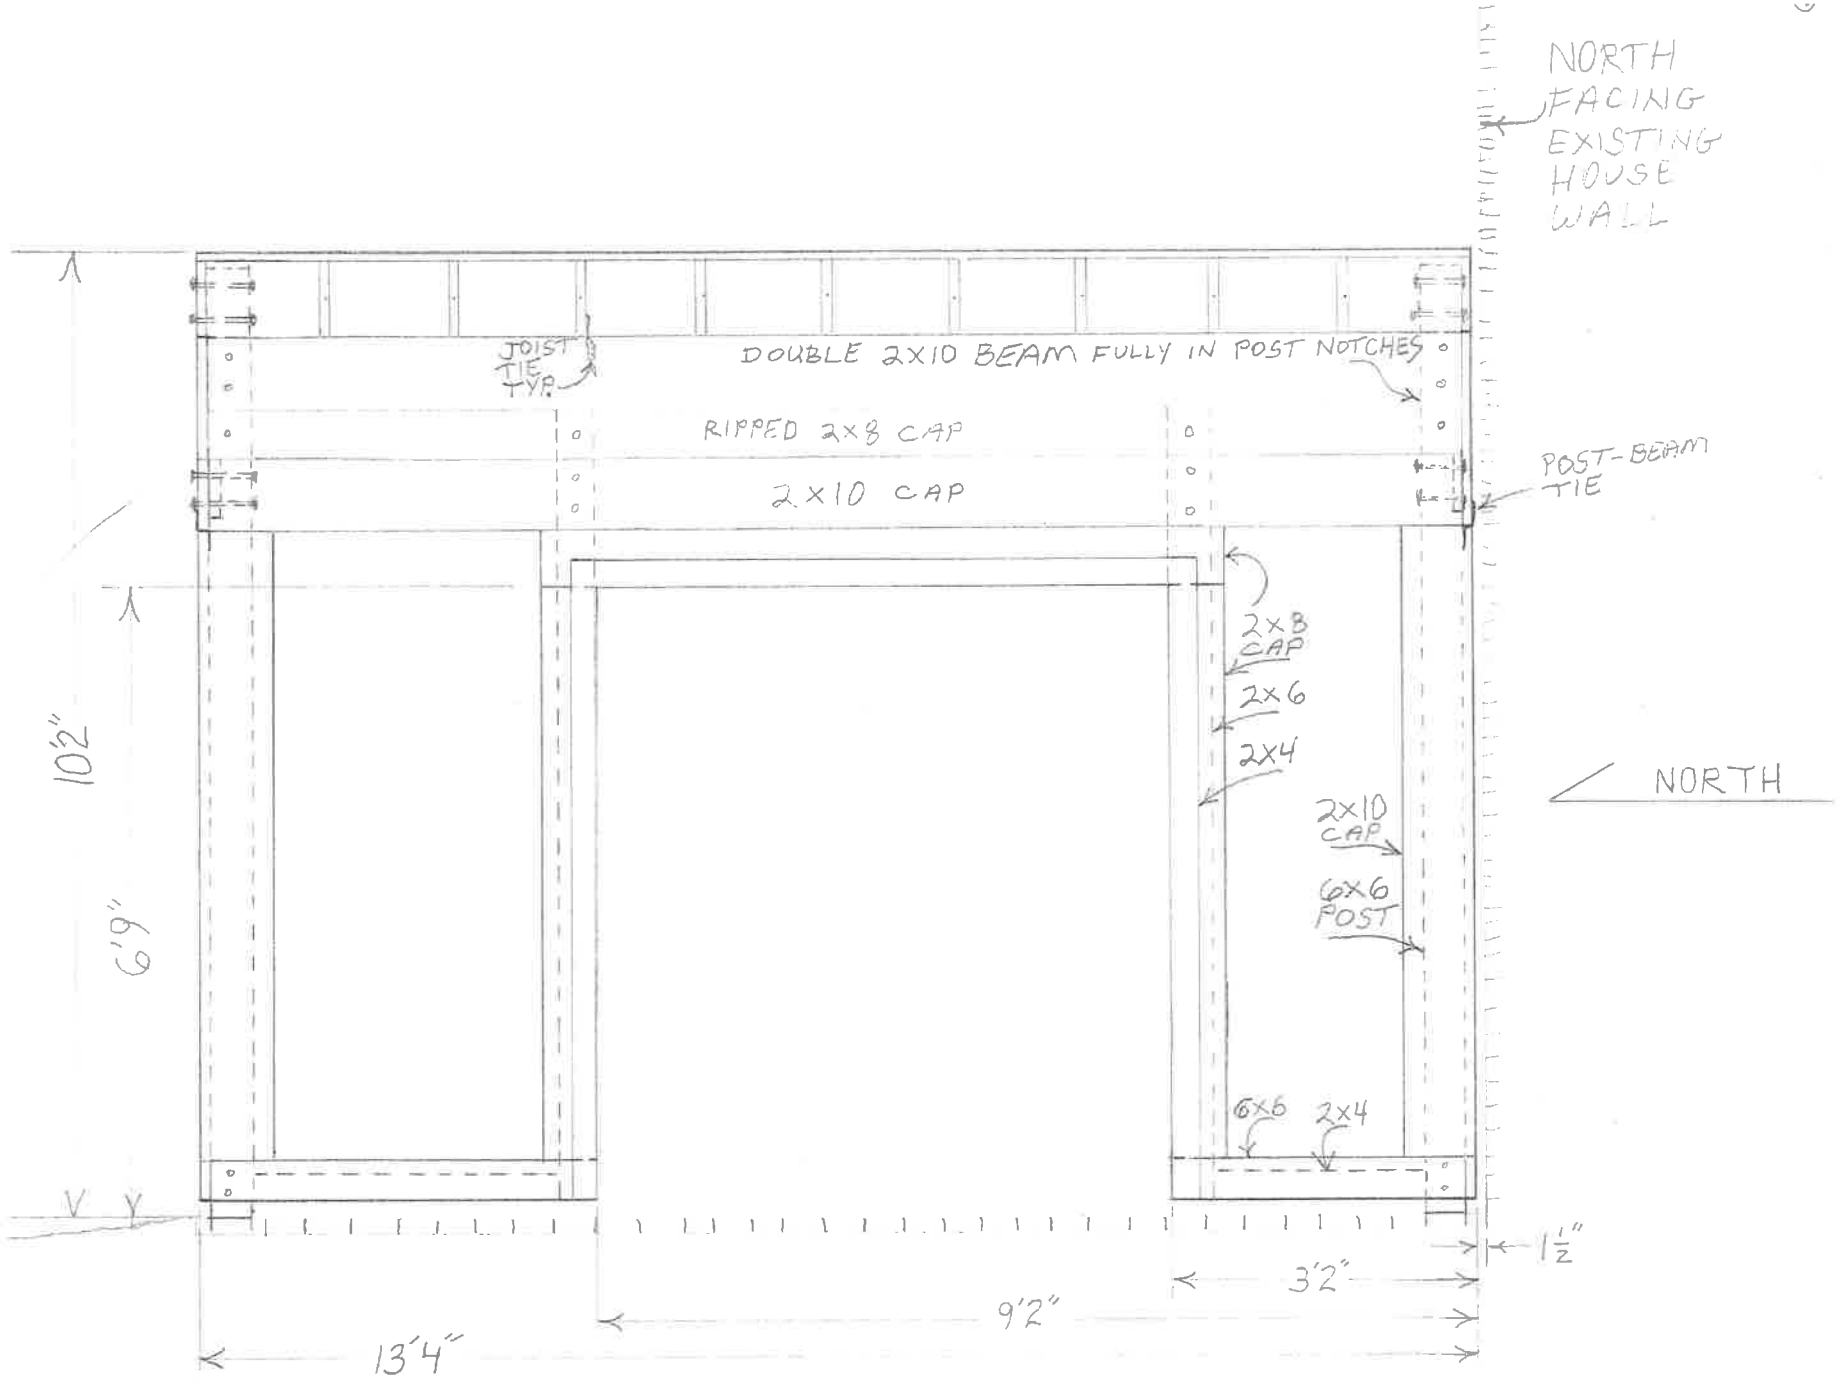 NORTH
FACING
EXISTING
HOUSE
WALL
JOIST
TIE
TYP.
DOUBLE 2X10 BEAM FULLY IN POST NOTCHES
RIPPED 2X8 CAP
2X10 CAP
POST-BEAM
TIE
10'2"
6'9"
2X8
CAP
2X6
2X4
2X10
CAP
6X6
POST
NORTH
6X6
2X4
1 1/2"
3'2"
9'2"
13'4"